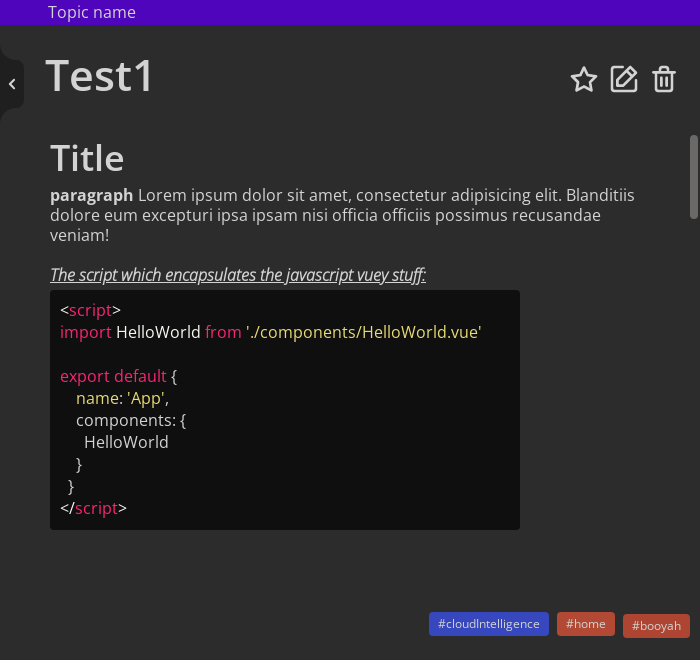 Topic name
Test1
Title
paragraph Lorem ipsum dolor sit amet, consectetur adipisicing elit. Blanditiis
dolore eum excepturi ipsa ipsam nisi officia officiis possimus recusandae
veniam!
The script which encapsulates the javascript vuey stuff:
<script>
import HelloWorld from './components/HelloWorld.vue'
export default {
name: 'App',
components: {
HelloWorld
}
}
</script>
#cloudIntelligence #home #booyah